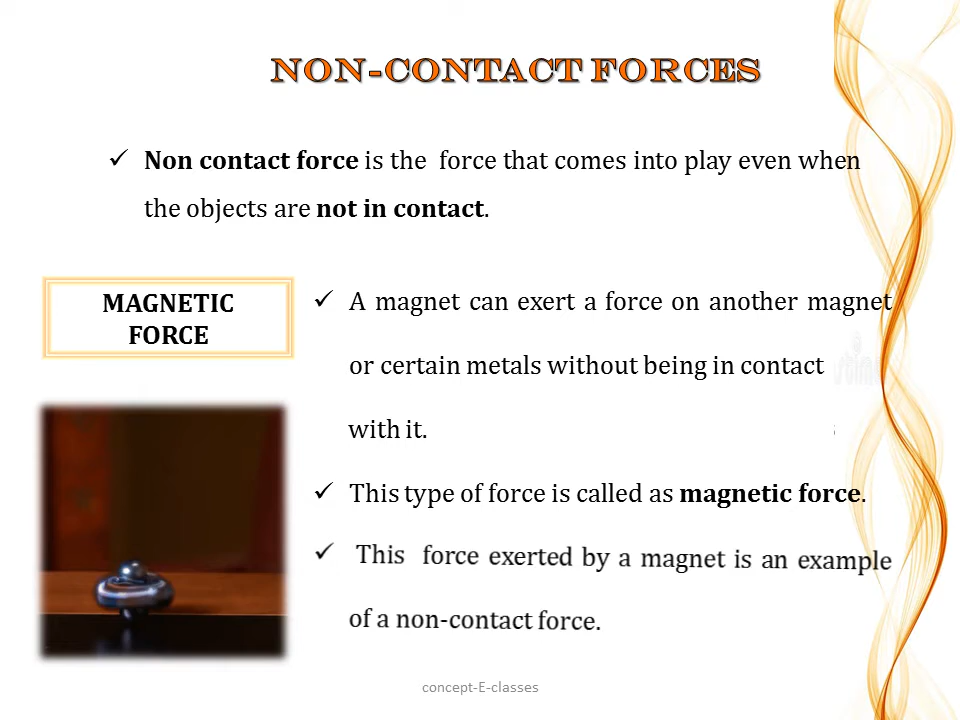 NON-CONTACT FORCES
✓ Non contact force is the force that comes into play even when
the objects are not in contact.
MAGNETIC
FORCE
✓ A magnet can exert a force on another magnet
or certain metals without being in contact
with it.
✓ This type of force is called as magnetic force.
✓ This force exerted by a magnet is an example
of a non-contact force.
concept-E-classes